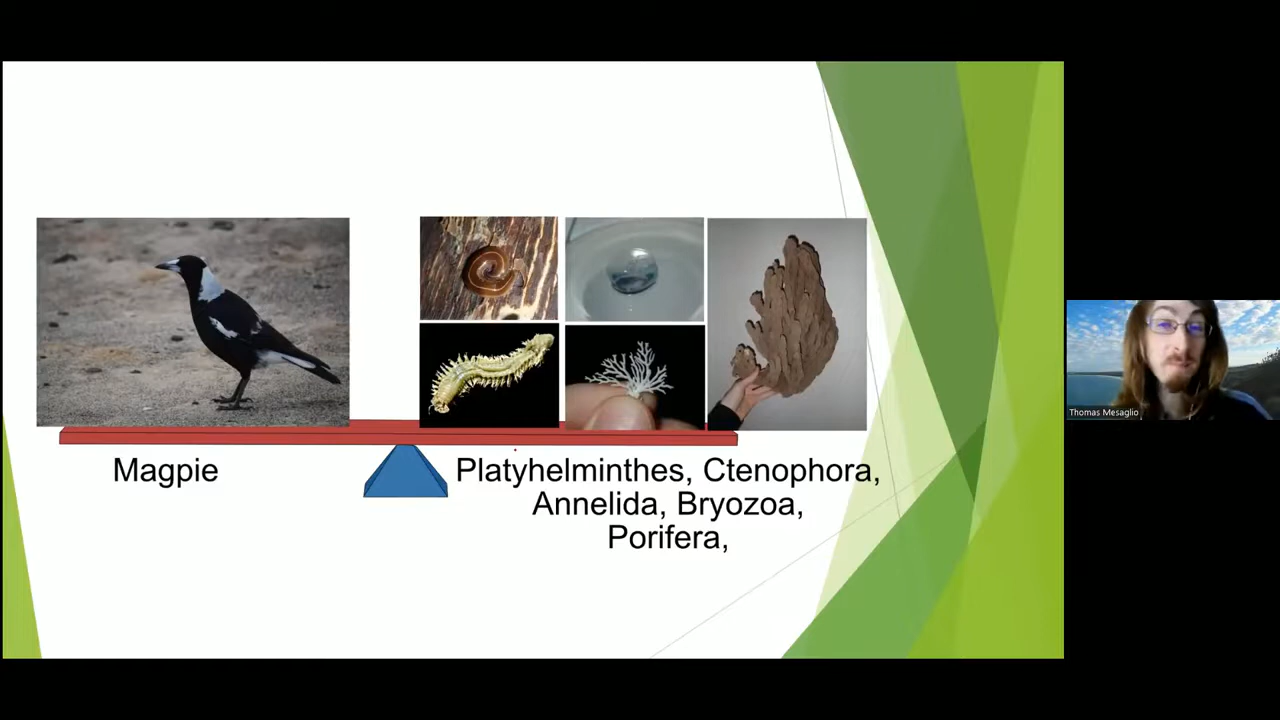 Magpie
Platyhelminthes, Ctenophora,
Annelida, Bryozoa,
Porifera,
Thomas Mesaglio